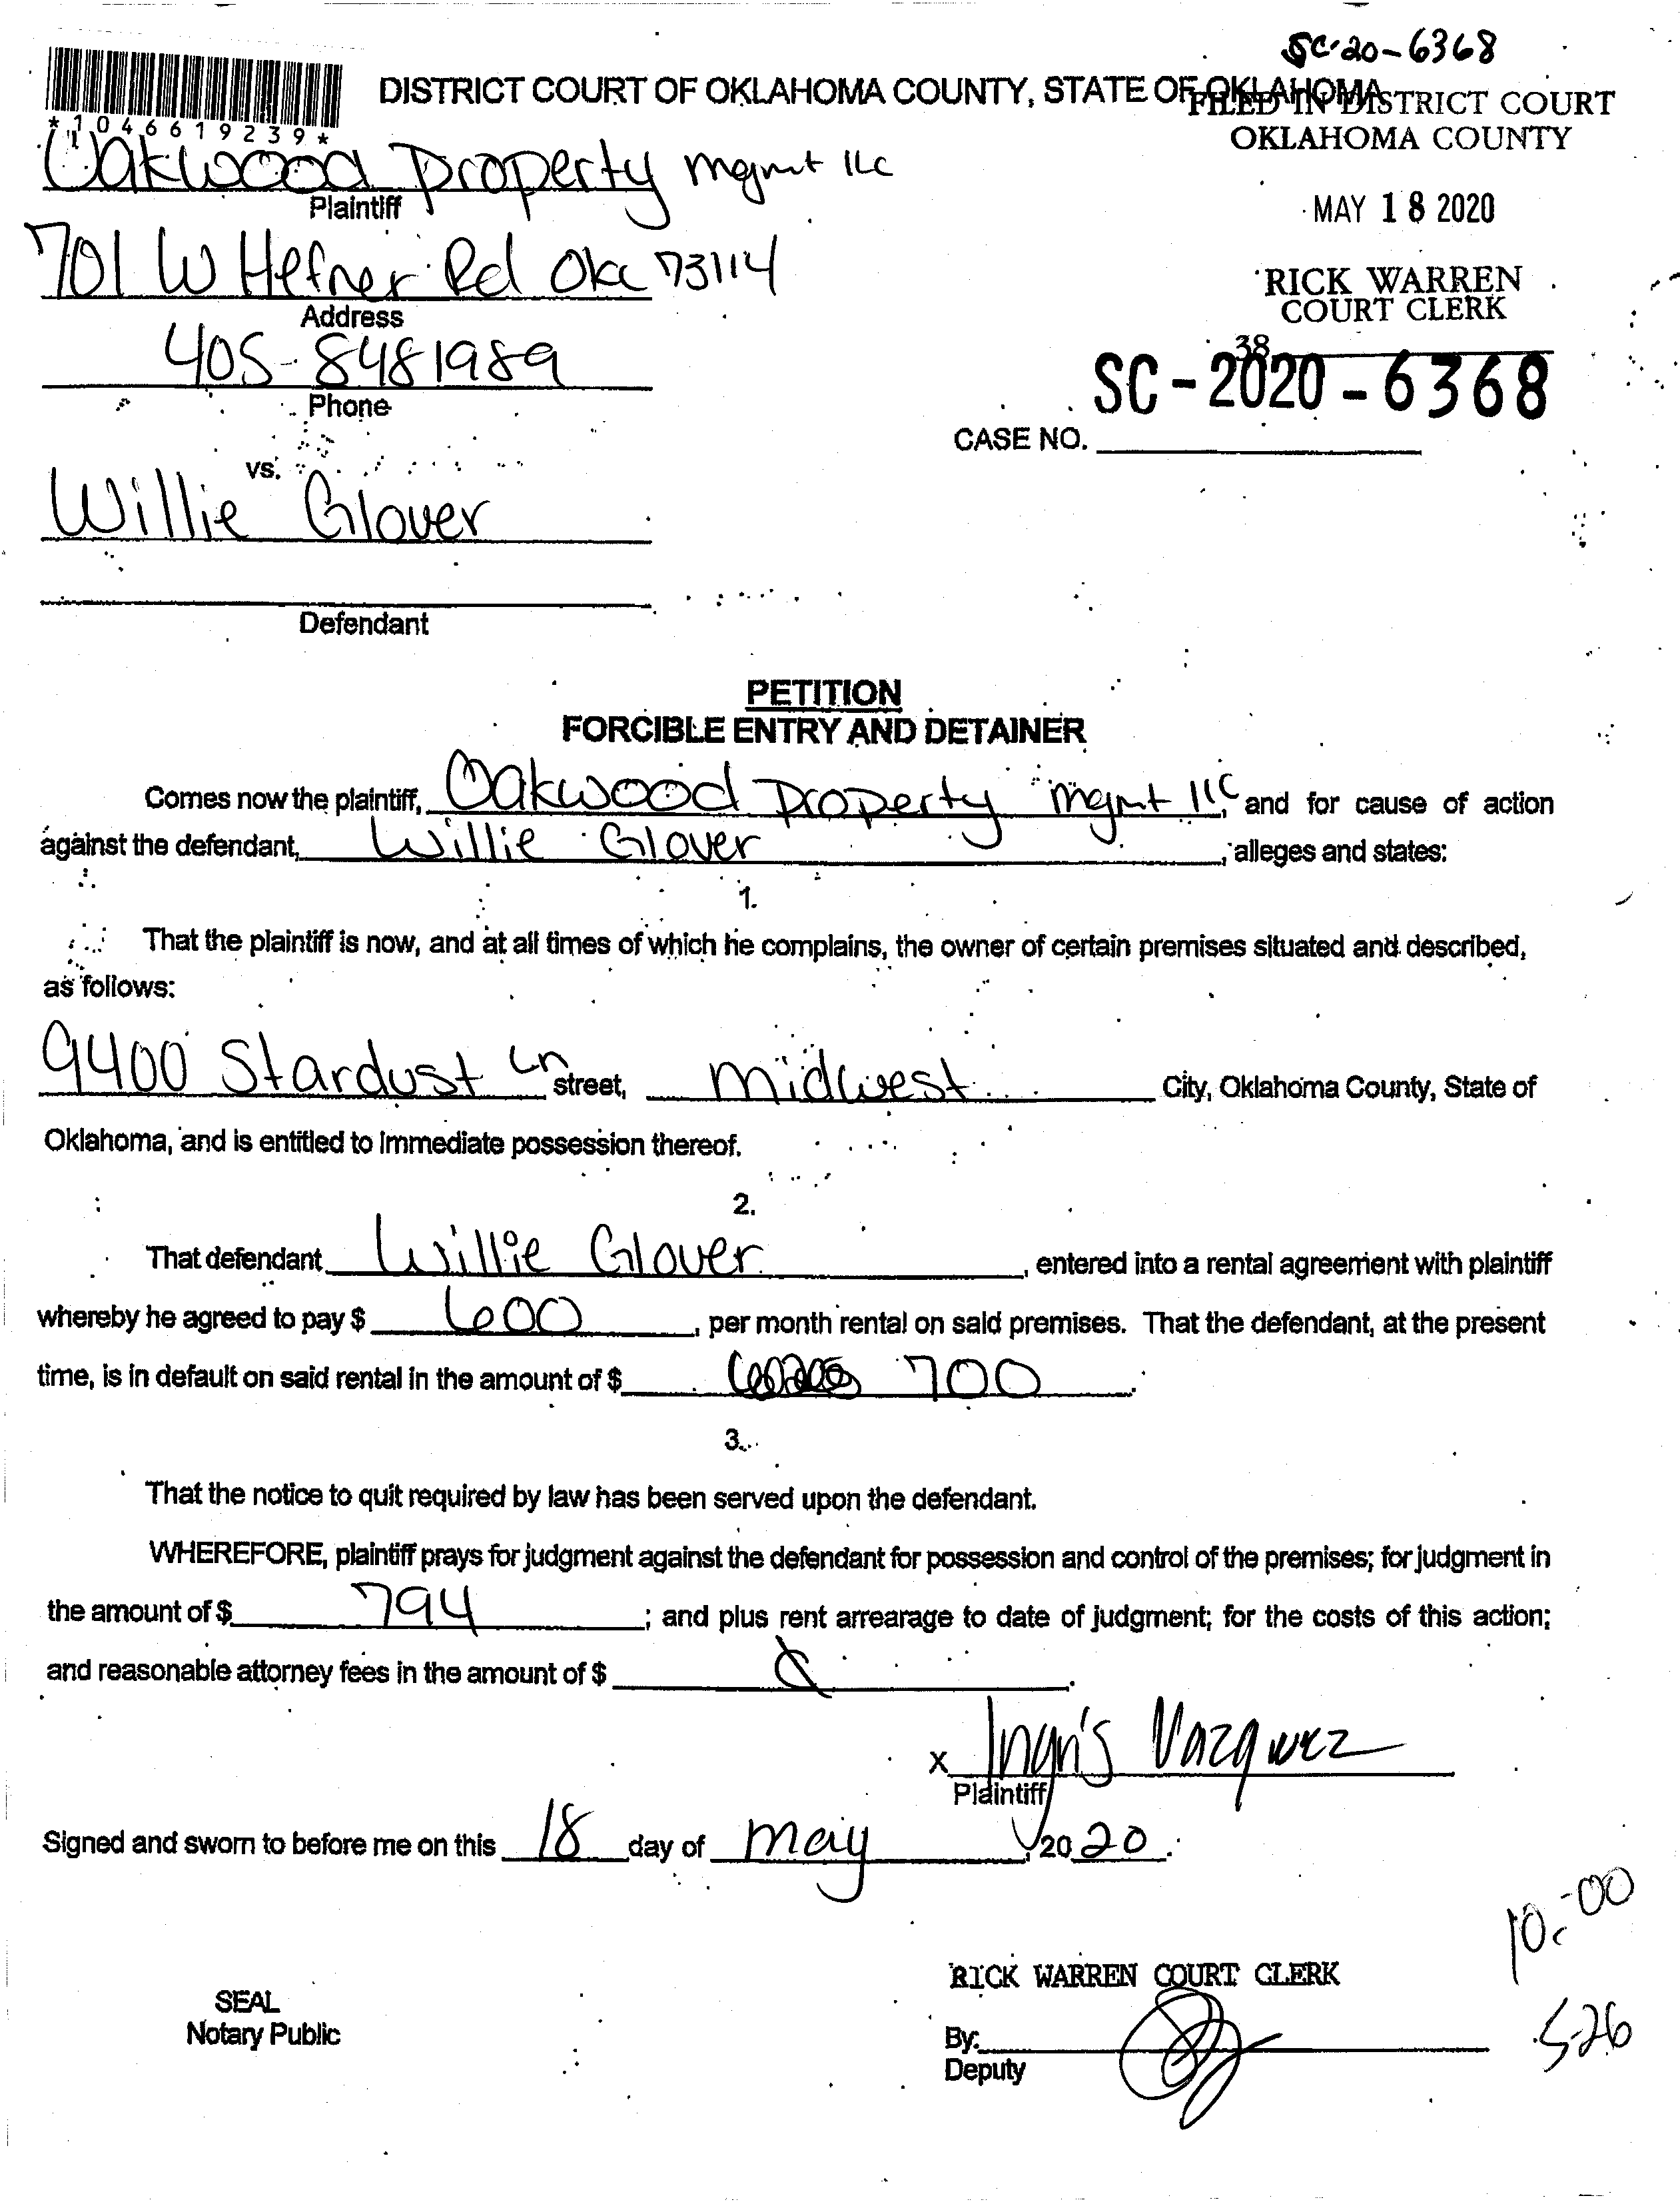 SC-20-6368
DISTRICT COURT OF OKLAHOMA COUNTY, STATE OF OKLAHOMA
FILED IN DISTRICT COURT
OKLAHOMA COUNTY
*1046619239*
Oakwood Property Mgmt llc
Plaintiff
MAY 18 2020
701 W Hefner Rd Okc 73114
Address
RICK WARREN
COURT CLERK
405-8481989
Phone
38
SC-2020-6368
CASE NO.
vs.
Willie Glover
Defendant
PETITION
FORCIBLE ENTRY AND DETAINER
Comes now the plaintiff, Oakwood Property Mgmt llc, and for cause of action
against the defendant, Willie Glover, alleges and states:
1.
That the plaintiff is now, and at all times of which he complains, the owner of certain premises situated and described,
as follows:
9400 Stardust Ln street, Midwest City, Oklahoma County, State of
Oklahoma, and is entitled to immediate possession thereof.
2.
That defendant Willie Glover, entered into a rental agreement with plaintiff
whereby he agreed to pay $ 600, per month rental on said premises. That the defendant, at the present
time, is in default on said rental in the amount of $ 700.
3.
That the notice to quit required by law has been served upon the defendant.
WHEREFORE, plaintiff prays for judgment against the defendant for possession and control of the premises; for judgment in
the amount of $ 794; and plus rent arrearage to date of judgment; for the costs of this action;
and reasonable attorney fees in the amount of $
x Ingris Vazquez
Plaintiff
Signed and sworn to before me on this 18 day of May, 2020.
10:00
RICK WARREN COURT CLERK
SEAL
Notary Public
By:
Deputy
5-26